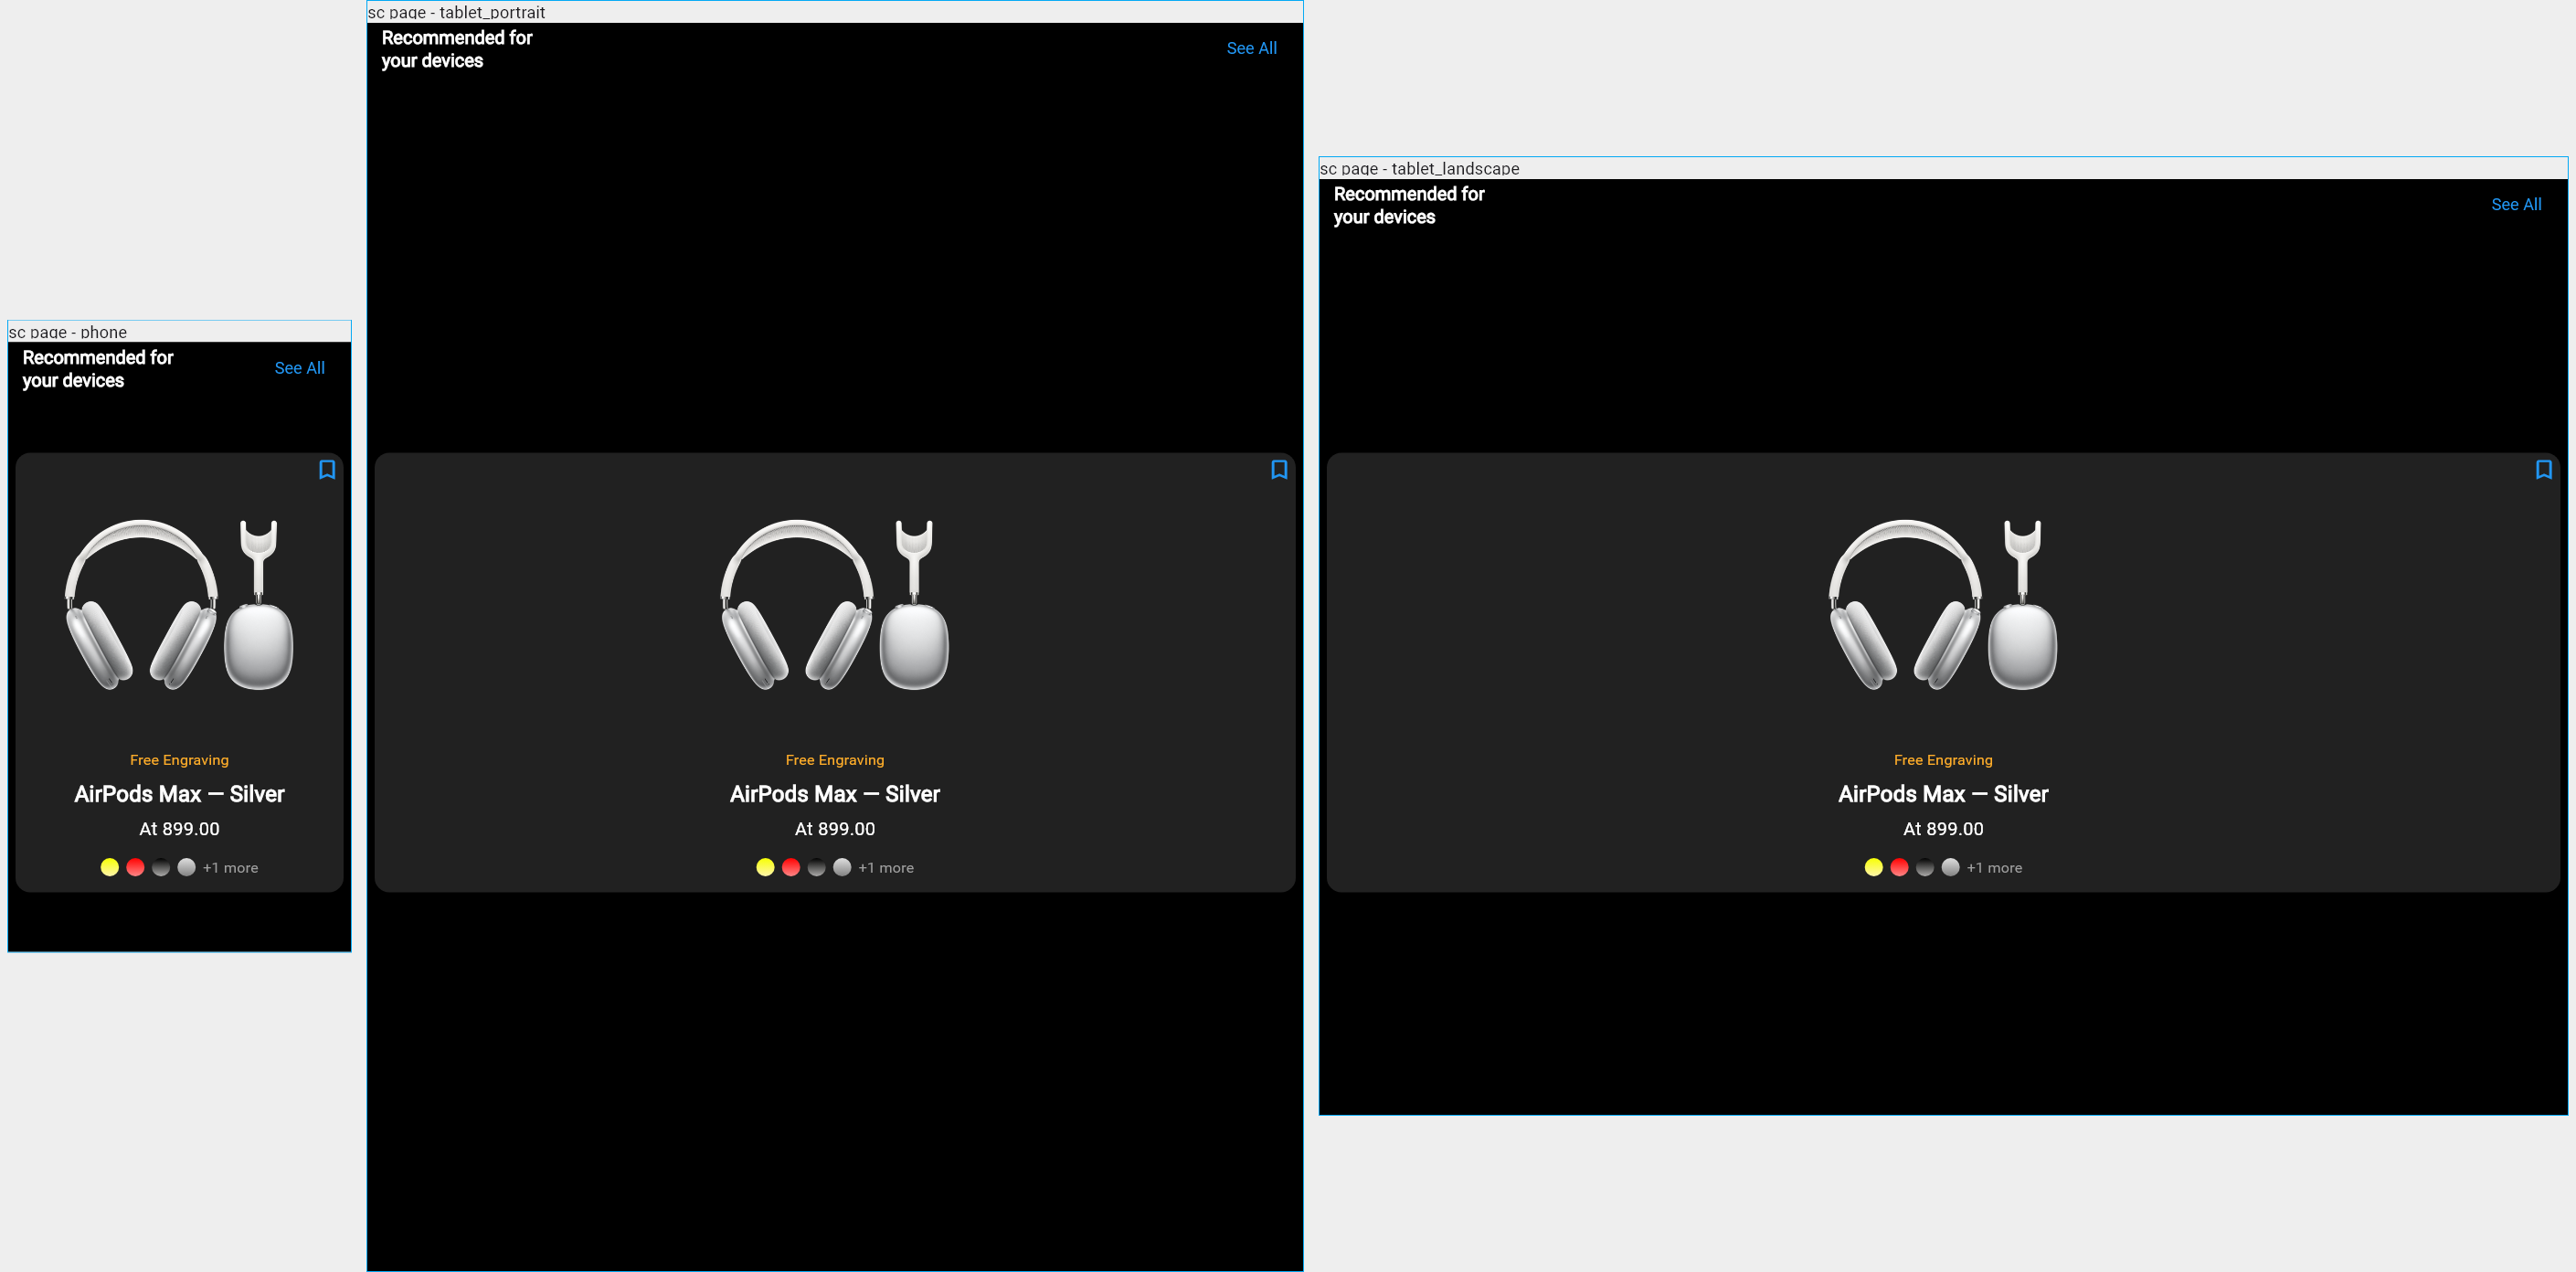 sc page - phone
Recommended for
your devices
See All
Free Engraving
AirPods Max — Silver
At 899.00
+1 more
sc page - tablet_portrait
Recommended for
your devices
See All
Free Engraving
AirPods Max — Silver
At 899.00
+1 more
sc page - tablet_landscape
Recommended for
your devices
See All
Free Engraving
AirPods Max — Silver
At 899.00
+1 more